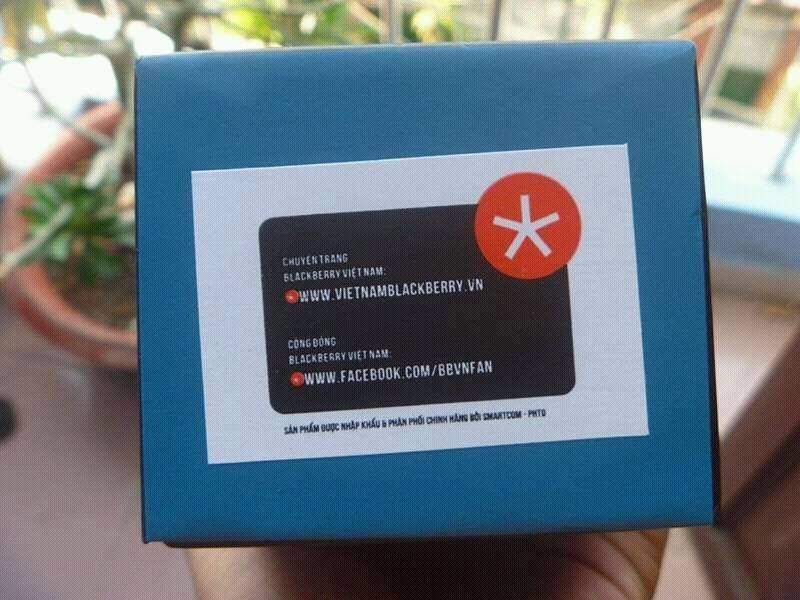 CHUYÊN TRANG
BLACKBERRY VIỆT NAM:
WWW.VIETNAMBLACKBERRY.VN
CỘNG ĐỒNG
BLACKBERRY VIỆT NAM:
WWW.FACEBOOK.COM/BBVNFAN
SẢN PHẨM ĐƯỢC NHẬP KHẨU & PHÂN PHỐI CHÍNH HÃNG BỞI SMARTCOM - PHTD